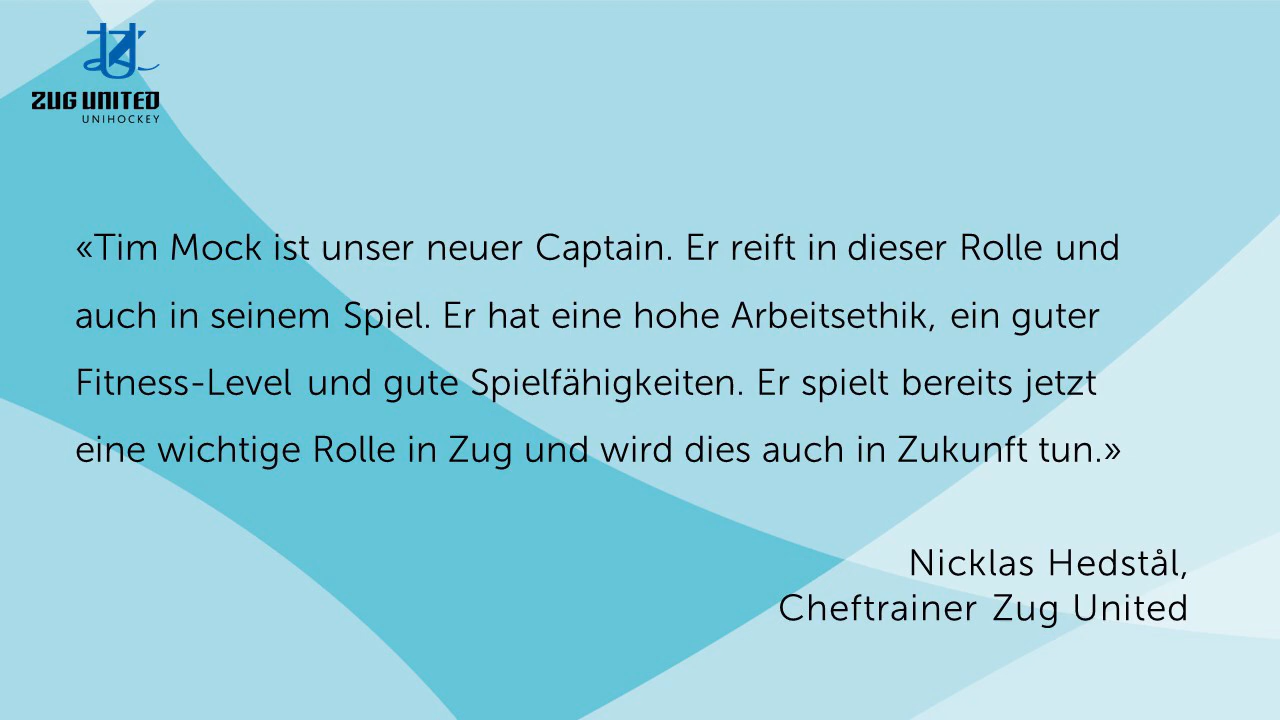 ZUG UNITED
UNIHOCKEY
«Tim Mock ist unser neuer Captain. Er reift in dieser Rolle und
auch in seinem Spiel. Er hat eine hohe Arbeitsethik, ein guter
Fitness-Level und gute Spielfähigkeiten. Er spielt bereits jetzt
eine wichtige Rolle in Zug und wird dies auch in Zukunft tun.»
Nicklas Hedstål,
Cheftrainer Zug United